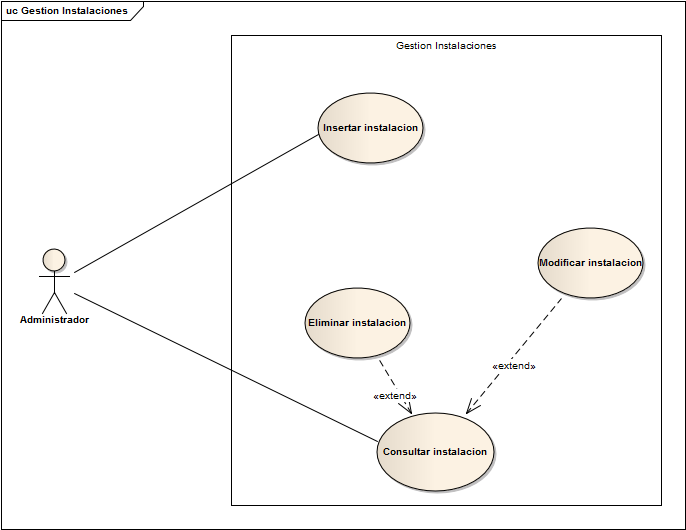 uc Gestion Instalaciones
Gestion Instalaciones
Insertar instalacion
Modificar instalacion
Administrador
Eliminar instalacion
«extend»
«extend»
Consultar instalacion